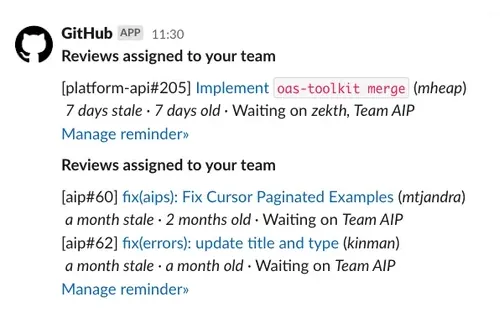 GitHub APP 11:30
Reviews assigned to your team
[platform-api#205] Implement oas-toolkit merge (mheap)
7 days stale · 7 days old · Waiting on zekth, Team AIP
Manage reminder»
Reviews assigned to your team
[aip#60] fix(aips): Fix Cursor Paginated Examples (mtjandra)
a month stale · 2 months old · Waiting on Team AIP
[aip#62] fix(errors): update title and type (kinman)
a month stale · a month old · Waiting on Team AIP
Manage reminder»